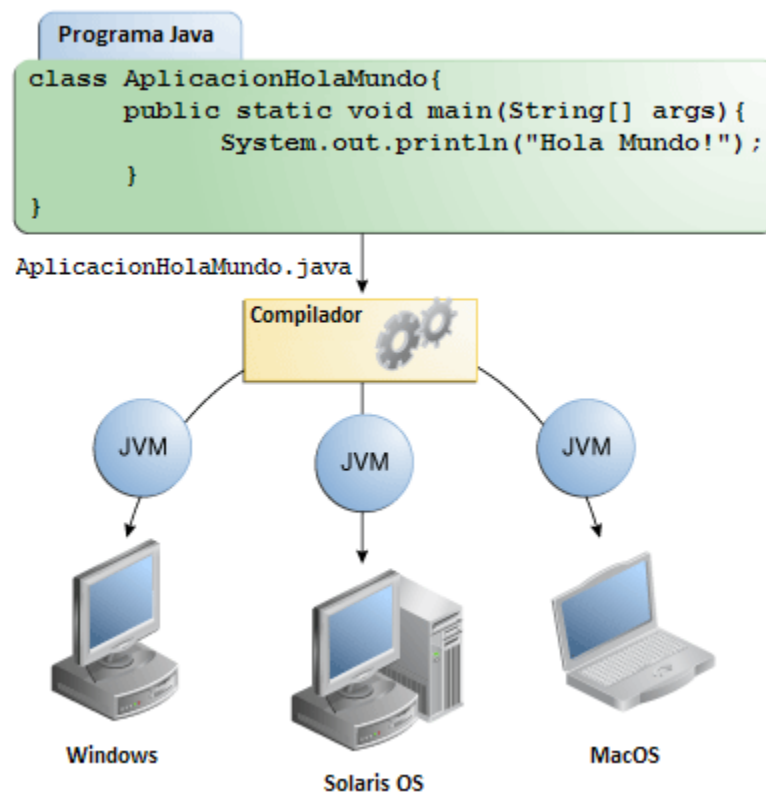 Programa Java
class AplicacionHolaMundo{
public static void main(String[] args){
System.out.println("Hola Mundo!");
}
}
AplicacionHolaMundo.java
Compilador
JVM
JVM
JVM
Windows
Solaris OS
MacOS